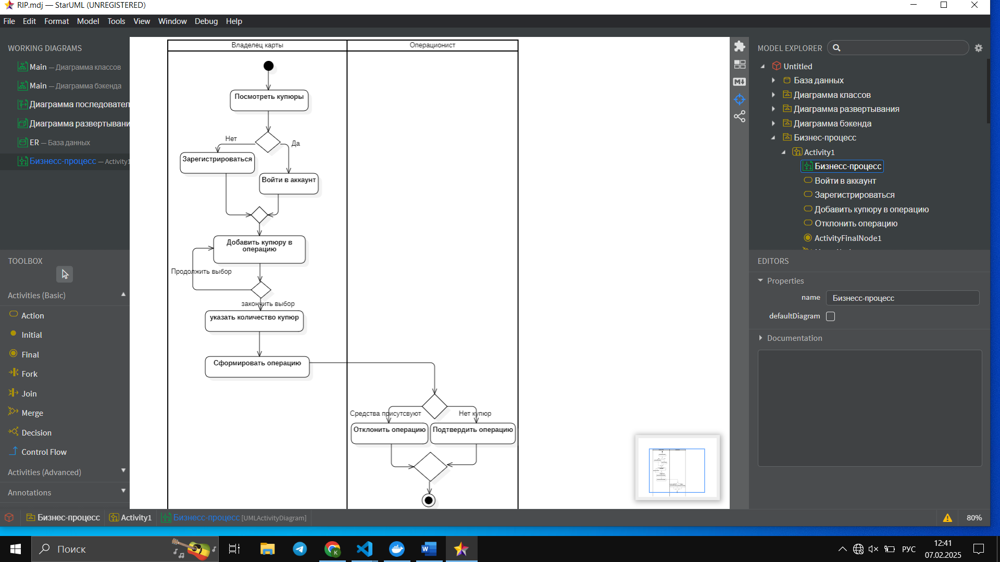 RIP.mdj — StarUML (UNREGISTERED)
File Edit Format Model Tools View Window Debug Help
WORKING DIAGRAMS
Main — Диаграмма классов
Main — Диаграмма бэкенда
Диаграмма последовател
Диаграмма развертывани
ER — База данных
Бизнесс-процесс — Activity1
TOOLBOX
Activities (Basic)
Action
Initial
Final
Fork
Join
Merge
Decision
Control Flow
Activities (Advanced)
Annotations
Владелец карты
Операционист
Посмотреть купюры
Нет
Да
Зарегистрироваться
Войти в аккаунт
Добавить купюру в
операцию
Продолжить выбор
закончить выбор
указать количество купюр
Сформировать операцию
Средства присутсвуют
Нет купюр
Отклонить операцию
Подтвердить операцию
MODEL EXPLORER
Untitled
База данных
Диаграмма классов
Диаграмма развертывания
Диаграмма бэкенда
Бизнес-процесс
Activity1
Бизнесс-процесс
Войти в аккаунт
Зарегистрироваться
Добавить купюру в операцию
Отклонить операцию
ActivityFinalNode1
EDITORS
Properties
name Бизнесс-процесс
defaultDiagram
Documentation
Бизнес-процесс Activity1 Бизнесс-процесс [UMLActivityDiagram]
80%
Поиск
РУС
12:41
07.02.2025